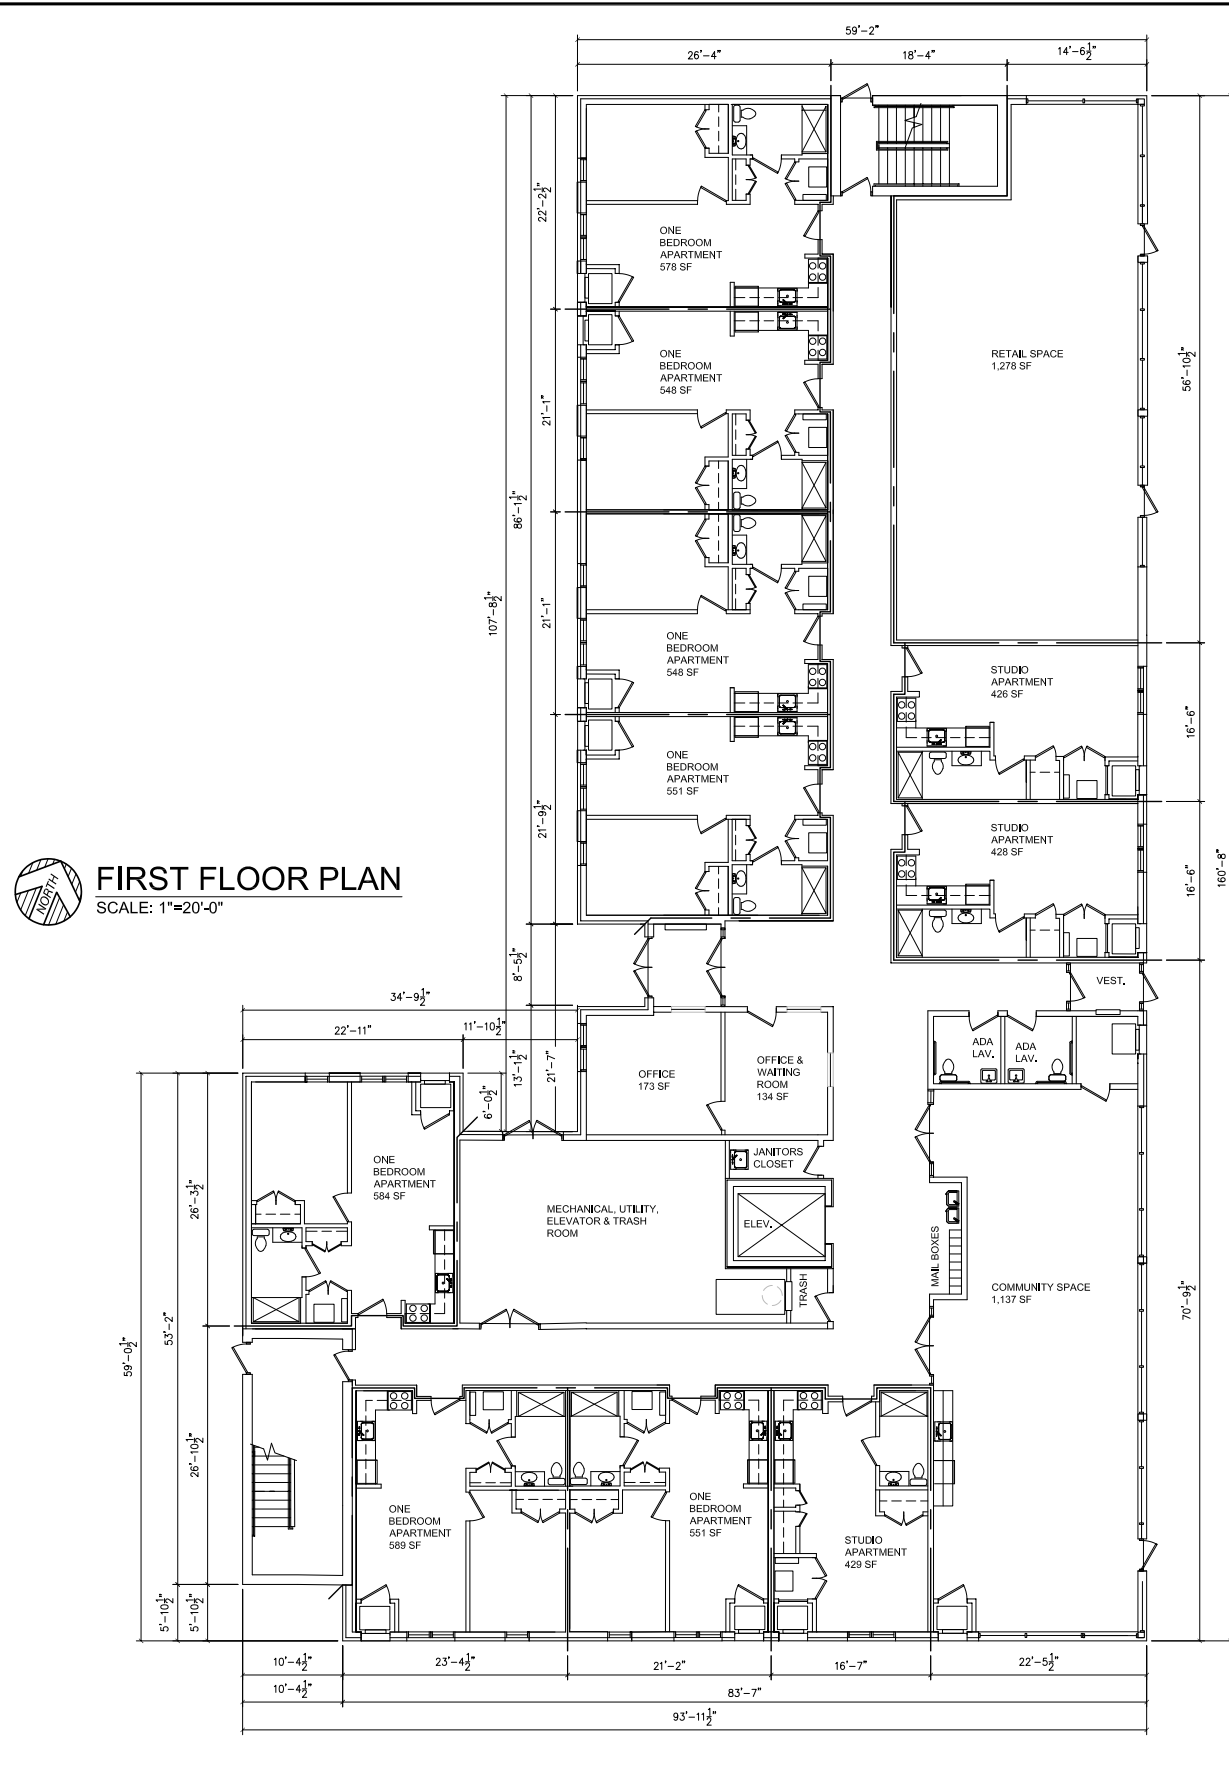 59'-2"
26'-4"
18'-4"
14'-6½"
22'-2½"
21'-1"
21'-1"
21'-9½"
86'-1½"
107'-8½"
8'-5½"
13'-1½"
21'-7"
6'-0½"
56'-10½"
16'-6"
16'-6"
160'-8"
70'-9½"
ONE
BEDROOM
APARTMENT
578 SF
ONE
BEDROOM
APARTMENT
548 SF
ONE
BEDROOM
APARTMENT
548 SF
ONE
BEDROOM
APARTMENT
551 SF
RETAIL SPACE
1,278 SF
STUDIO
APARTMENT
426 SF
STUDIO
APARTMENT
428 SF
VEST.
NORTH
FIRST FLOOR PLAN
SCALE: 1"=20'-0"
34'-9½"
22'-11"
11'-10½"
OFFICE
173 SF
OFFICE &
WAITING
ROOM
134 SF
ADA
LAV.
ADA
LAV.
ONE
BEDROOM
APARTMENT
584 SF
MECHANICAL, UTILITY,
ELEVATOR & TRASH
ROOM
JANITORS
CLOSET
ELEV.
TRASH
MAIL BOXES
COMMUNITY SPACE
1,137 SF
26'-3½"
53'-2"
59'-0½"
26'-10½"
5'-10½"
5'-10½"
ONE
BEDROOM
APARTMENT
589 SF
ONE
BEDROOM
APARTMENT
551 SF
STUDIO
APARTMENT
429 SF
10'-4½"
23'-4½"
21'-2"
16'-7"
22'-5½"
10'-4½"
83'-7"
93'-11½"